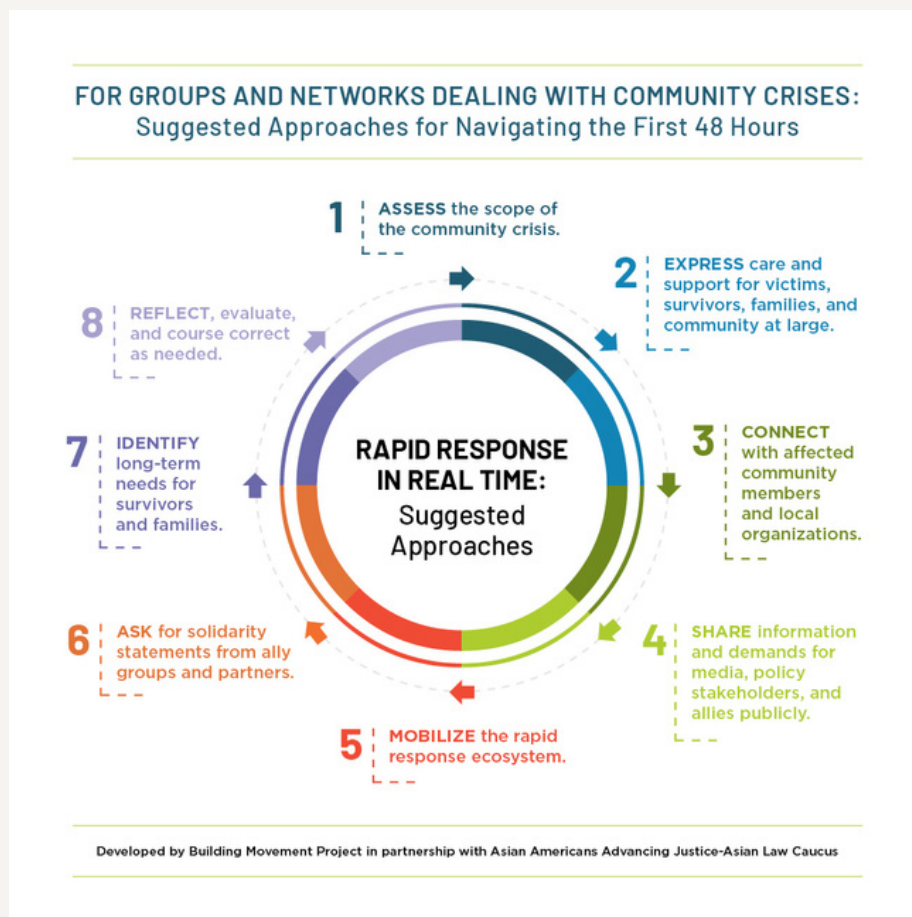 FOR GROUPS AND NETWORKS DEALING WITH COMMUNITY CRISES:
Suggested Approaches for Navigating the First 48 Hours
1
ASSESS the scope of
the community crisis.
2
EXPRESS care and
support for victims,
survivors, families, and
community at large.
3
CONNECT
with affected
community
members
and local
organizations.
4
SHARE information
and demands for
media, policy
stakeholders, and
allies publicly.
5
MOBILIZE the rapid
response ecosystem.
6
ASK for solidarity
statements from ally
groups and partners.
7
IDENTIFY
long-term
needs for
survivors
and families.
8
REFLECT, evaluate,
and course correct
as needed.
RAPID RESPONSE
IN REAL TIME:
Suggested
Approaches
Developed by Building Movement Project in partnership with Asian Americans Advancing Justice-Asian Law Caucus